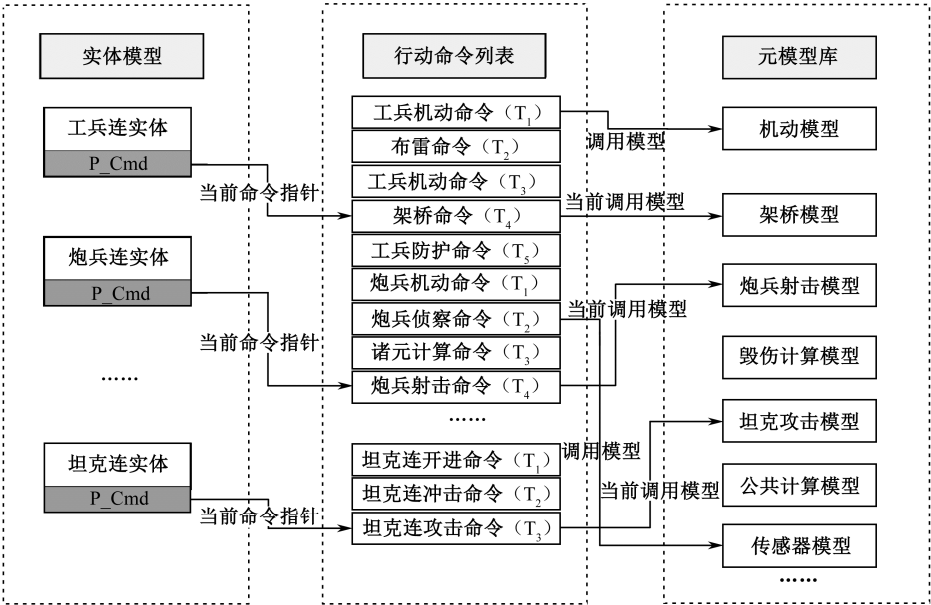 实体模型
工兵连实体
P_Cmd
炮兵连实体
P_Cmd
……
坦克连实体
P_Cmd
当前命令指针
当前命令指针
当前命令指针
行动命令列表
工兵机动命令（T1）
布雷命令（T2）
工兵机动命令（T3）
架桥命令（T4）
工兵防护命令（T5）
炮兵机动命令（T1）
炮兵侦察命令（T2）
诸元计算命令（T3）
炮兵射击命令（T4）
……
坦克连开进命令（T1）
坦克连冲击命令（T2）
坦克连攻击命令（T3）
调用模型
当前调用模型
当前调用模型
调用模型
当前调用模型
元模型库
机动模型
架桥模型
炮兵射击模型
毁伤计算模型
坦克攻击模型
公共计算模型
传感器模型
……